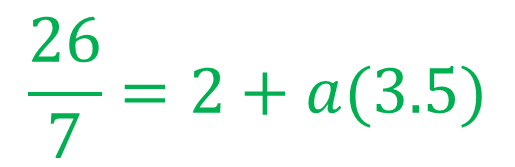 26/7 = 2 + a(3.5)